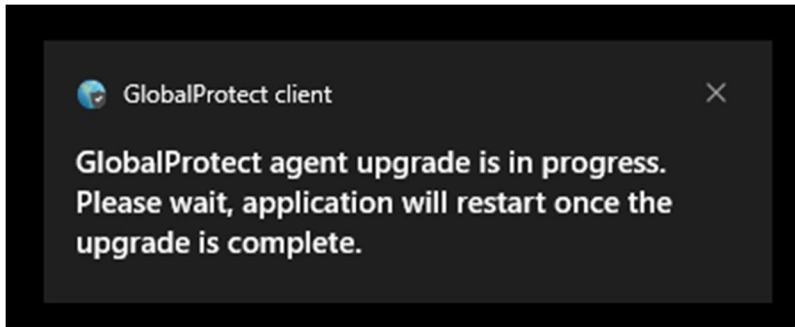 GlobalProtect client
GlobalProtect agent upgrade is in progress.
Please wait, application will restart once the
upgrade is complete.